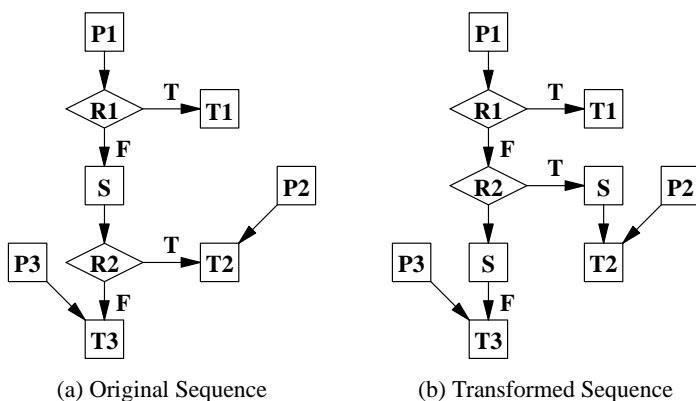 P1
R1
T
T1
F
S
P2
R2
T
T2
P3
F
T3
(a) Original Sequence
P1
R1
T
T1
F
R2
T
S
P2
P3
S
T2
F
T3
(b) Transformed Sequence